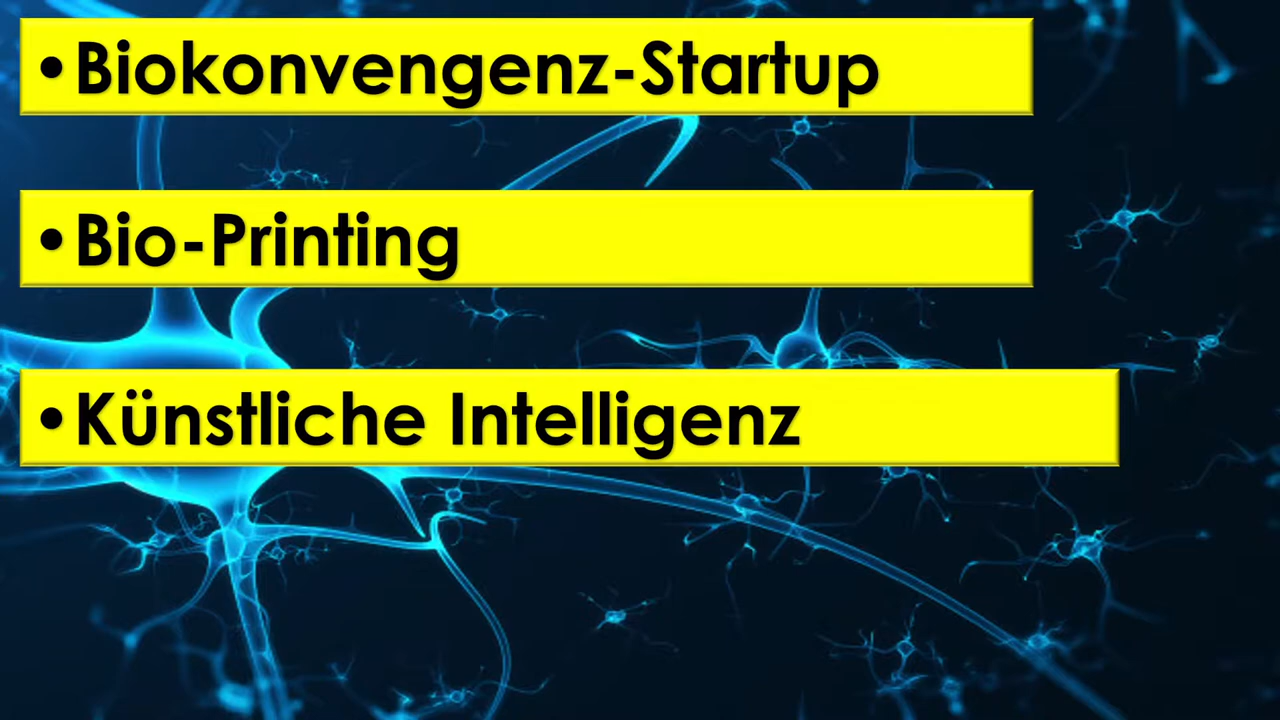 •Biokonvengenz-Startup
•Bio-Printing
•Künstliche Intelligenz